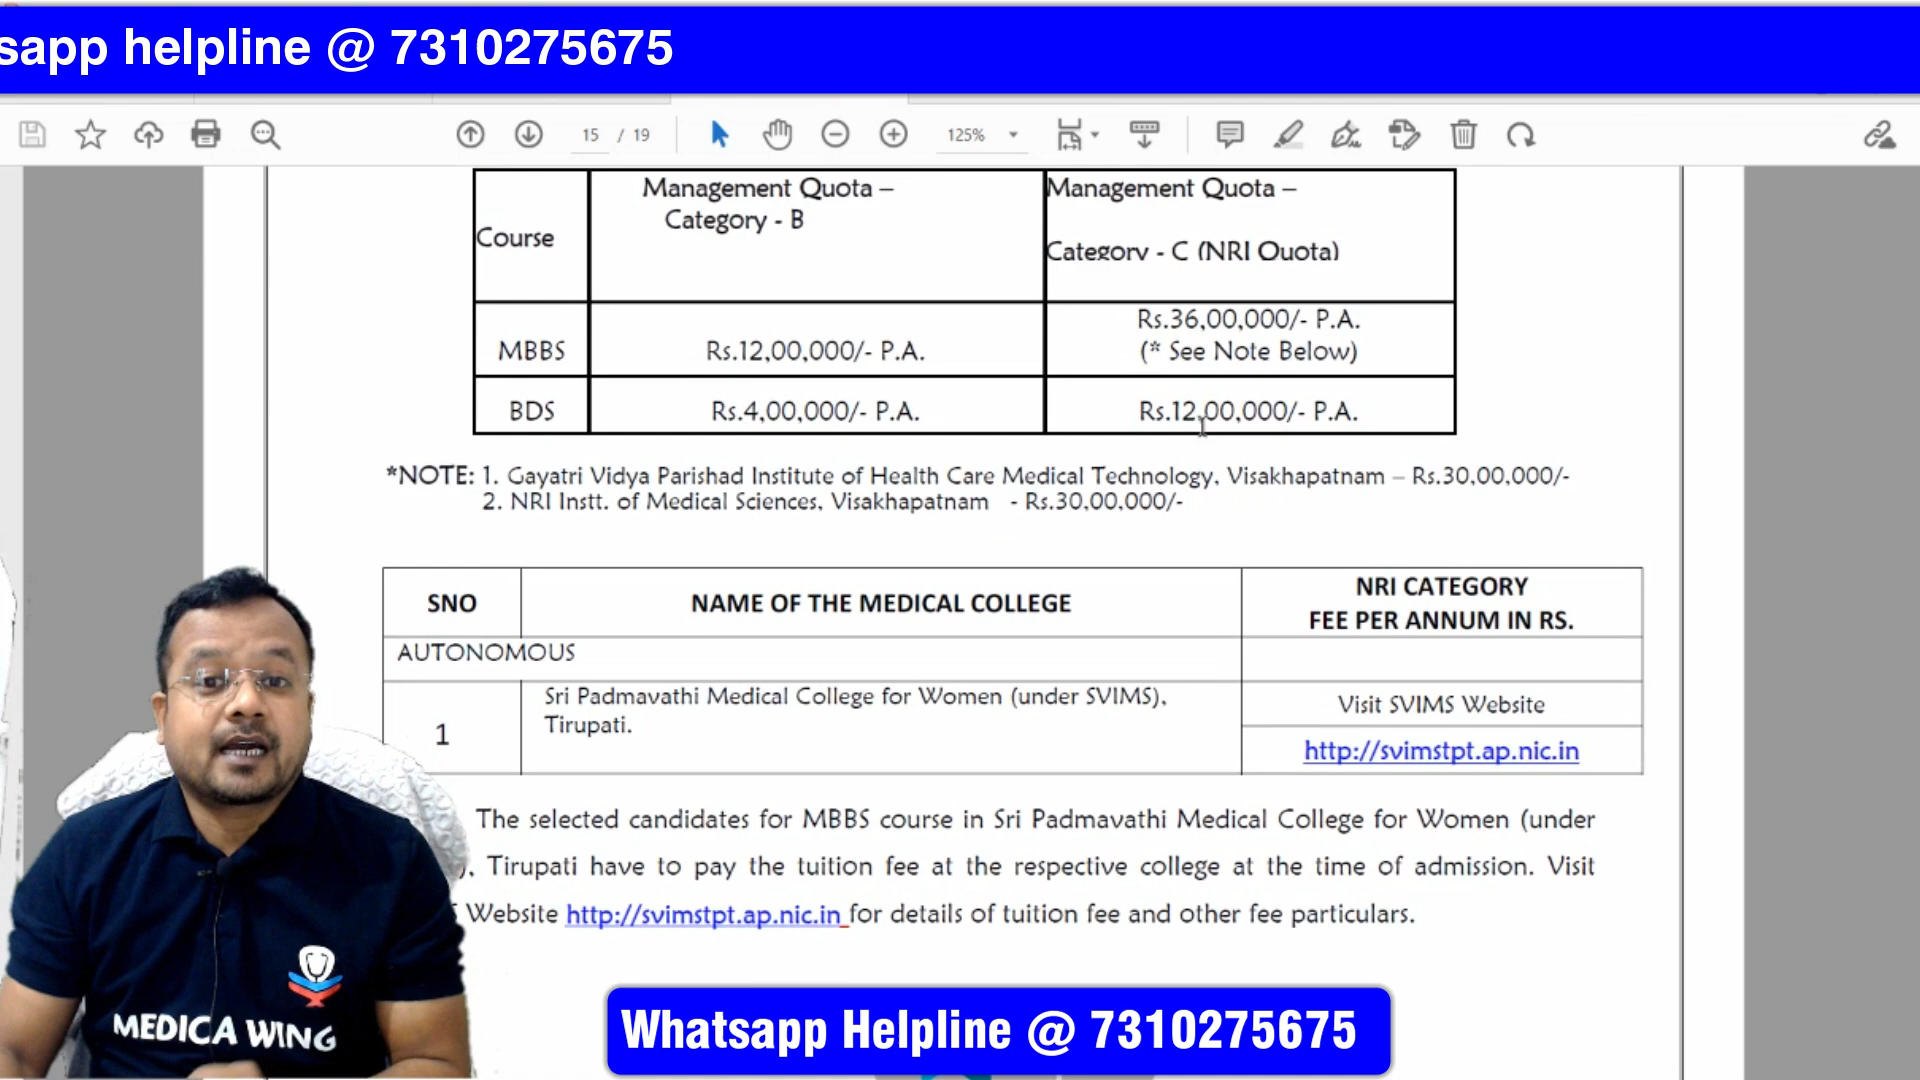 sapp helpline @ 7310275675
15 / 19
125%
Course
Management Quota –
Category - B
Management Quota –
Category - C (NRI Quota)
MBBS
Rs.12,00,000/- P.A.
Rs.36,00,000/- P.A.
(* See Note Below)
BDS
Rs.4,00,000/- P.A.
Rs.12,00,000/- P.A.
*NOTE: 1. Gayatri Vidya Parishad Institute of Health Care Medical Technology, Visakhapatnam – Rs.30,00,000/-
2. NRI Instt. of Medical Sciences, Visakhapatnam - Rs.30,00,000/-
SNO
NAME OF THE MEDICAL COLLEGE
NRI CATEGORY
FEE PER ANNUM IN RS.
AUTONOMOUS
1
Sri Padmavathi Medical College for Women (under SVIMS),
Tirupati.
Visit SVIMS Website
http://svimstpt.ap.nic.in
The selected candidates for MBBS course in Sri Padmavathi Medical College for Women (under
), Tirupati have to pay the tuition fee at the respective college at the time of admission. Visit
Website http://svimstpt.ap.nic.in for details of tuition fee and other fee particulars.
MEDICA WING
Whatsapp Helpline @ 7310275675